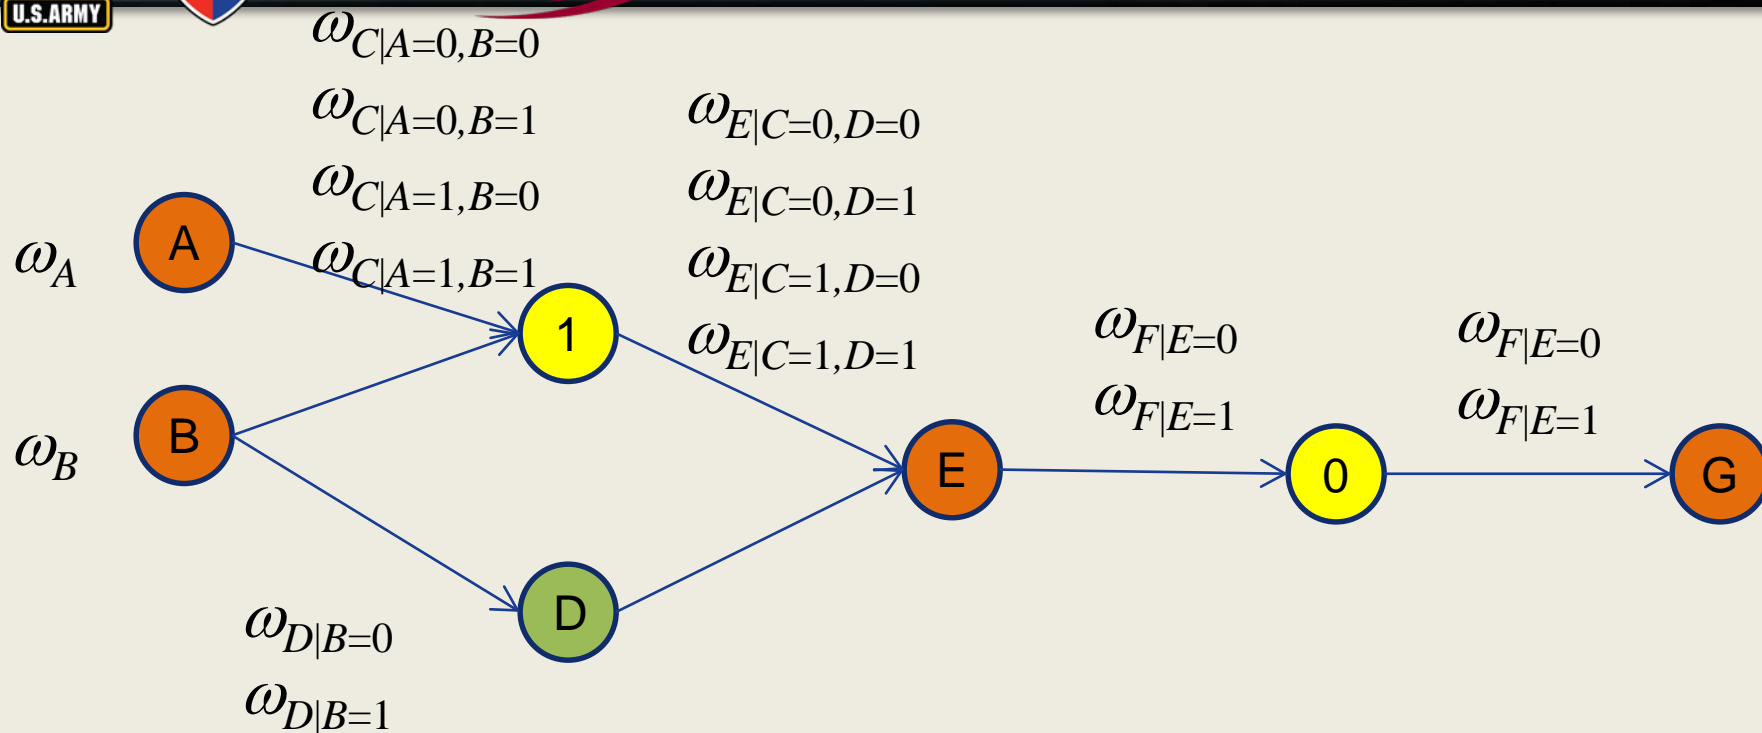 U.S.ARMY
ω_{C|A=0,B=0}
ω_{C|A=0,B=1}
ω_{C|A=1,B=0}
ω_{C|A=1,B=1}
ω_{E|C=0,D=0}
ω_{E|C=0,D=1}
ω_{E|C=1,D=0}
ω_{E|C=1,D=1}
ω_A
A
1
ω_B
B
ω_{F|E=0}
ω_{F|E=1}
ω_{F|E=0}
ω_{F|E=1}
E
0
G
D
ω_{D|B=0}
ω_{D|B=1}